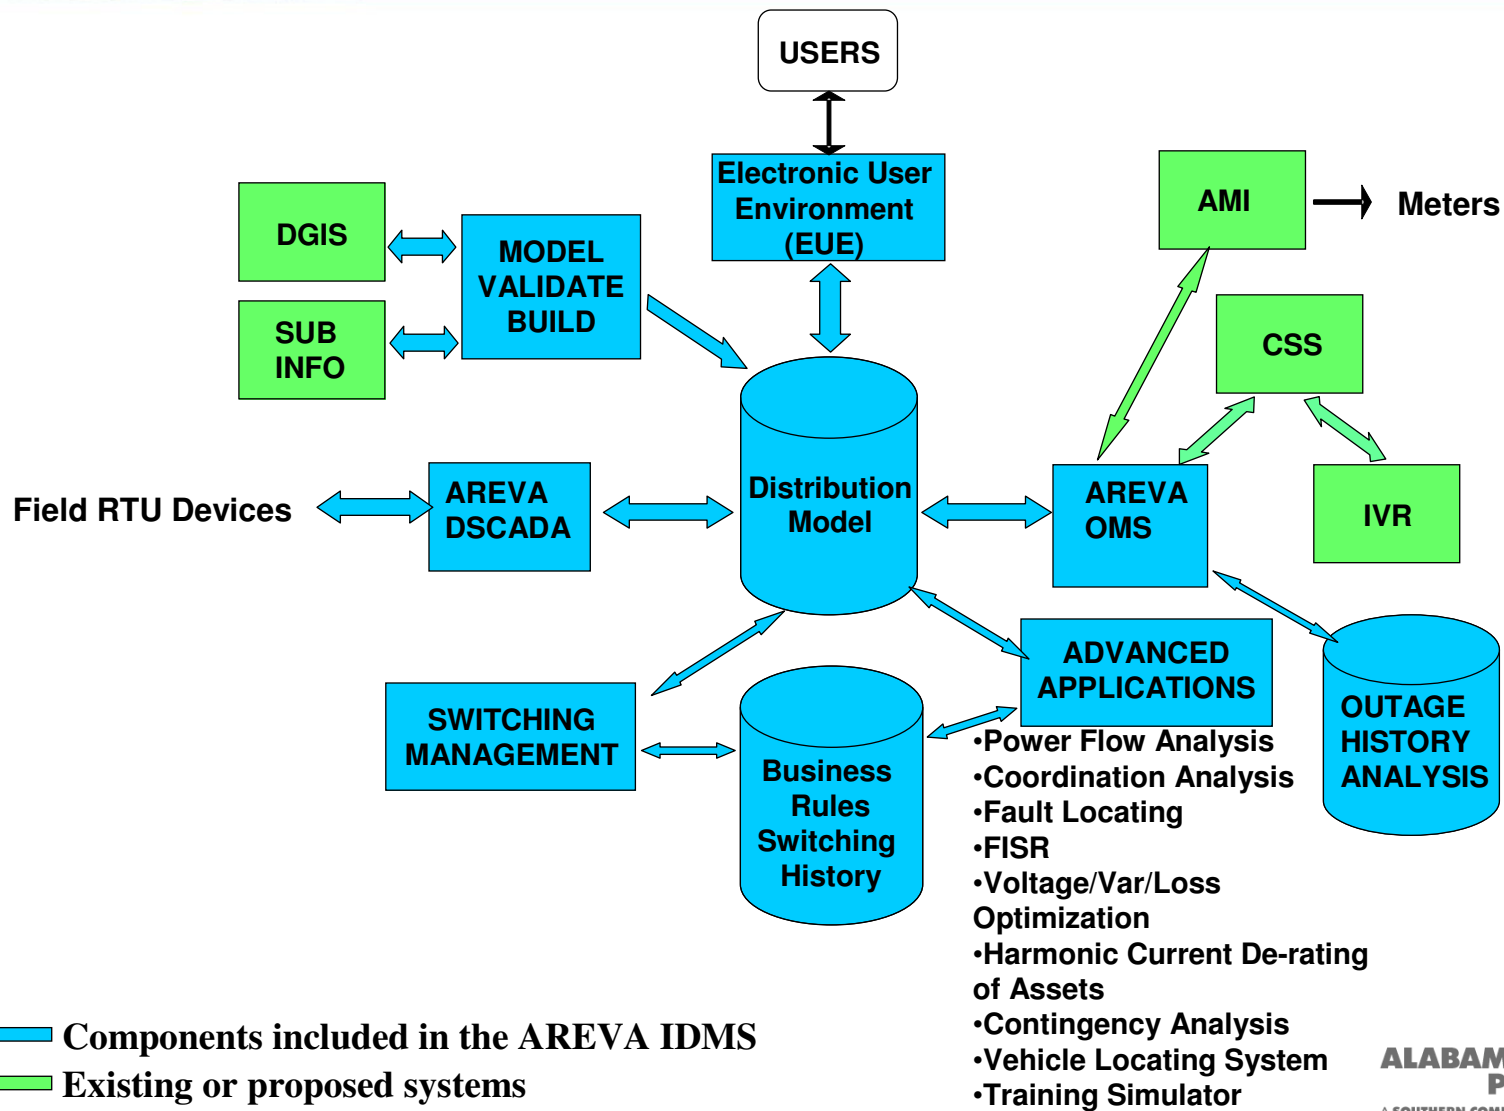 USERS
Electronic User
Environment
(EUE)
AMI
Meters
DGIS
MODEL
VALIDATE
BUILD
SUB
INFO
CSS
Field RTU Devices
AREVA
DSCADA
Distribution
Model
AREVA
OMS
IVR
SWITCHING
MANAGEMENT
Business
Rules
Switching
History
ADVANCED
APPLICATIONS
•Power Flow Analysis
•Coordination Analysis
•Fault Locating
•FISR
•Voltage/Var/Loss
Optimization
•Harmonic Current De-rating
of Assets
•Contingency Analysis
•Vehicle Locating System
•Training Simulator
OUTAGE
HISTORY
ANALYSIS
Components included in the AREVA IDMS
Existing or proposed systems
ALABAM
P